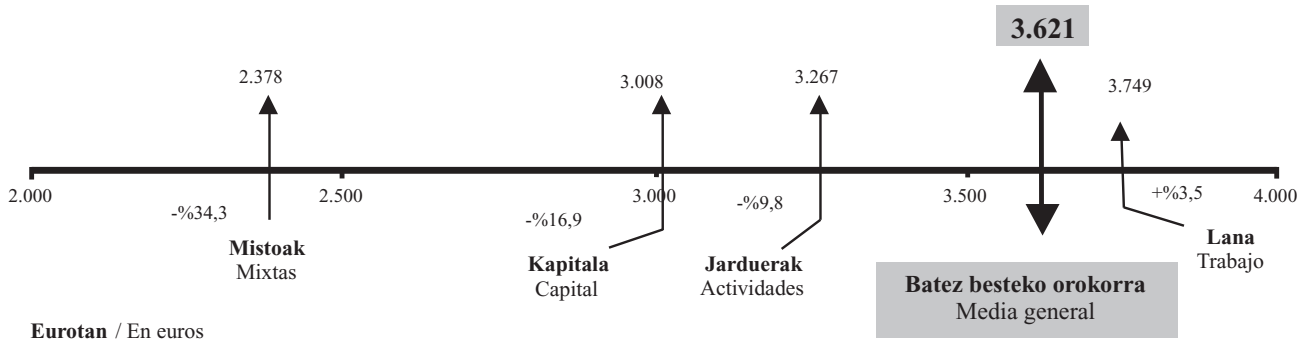 3.621
2.378
3.008
3.267
3.749
2.000
2.500
3.000
3.500
4.000
-%34,3
-%16,9
-%9,8
+%3,5
Mistoak
Mixtas
Kapitala
Capital
Jarduerak
Actividades
Lana
Trabajo
Batez besteko orokorra
Media general
Eurotan / En euros